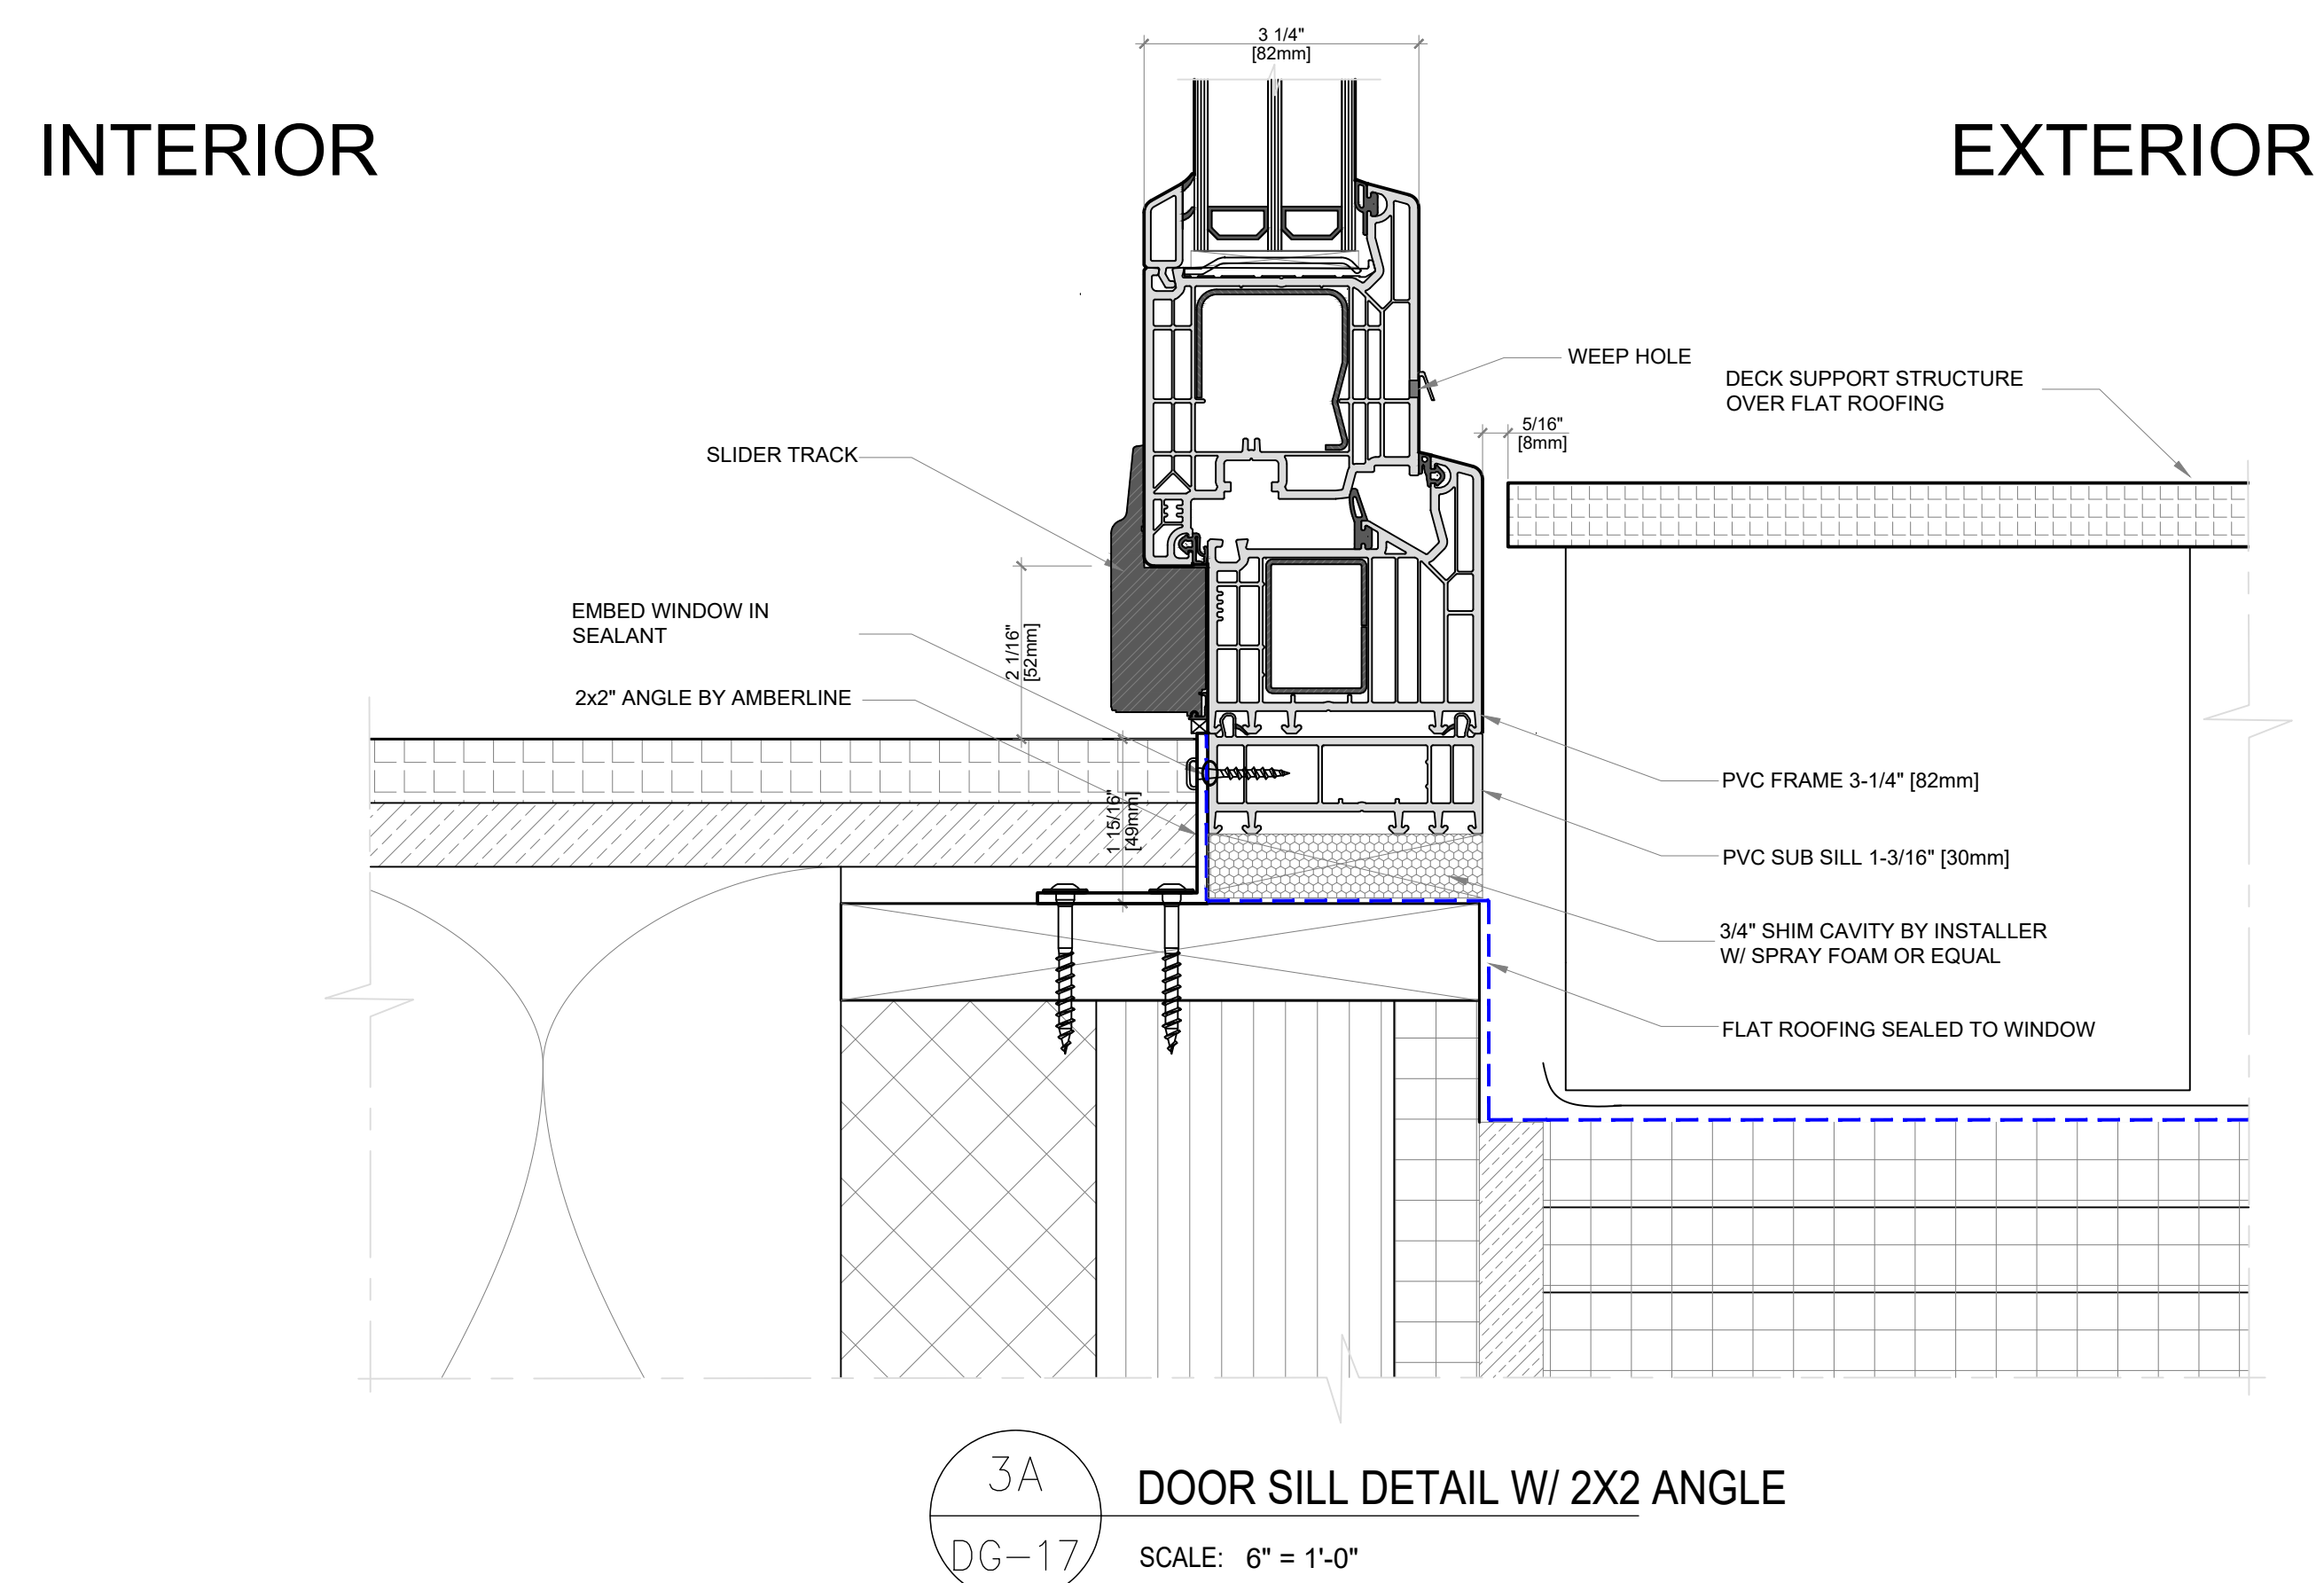 3 1/4"
[82mm]
INTERIOR
EXTERIOR
WEEP HOLE
DECK SUPPORT STRUCTURE
OVER FLAT ROOFING
5/16"
[8mm]
SLIDER TRACK
EMBED WINDOW IN
SEALANT
2 1/16"
[52mm]
2x2" ANGLE BY AMBERLINE
1 15/16"
[49mm]
PVC FRAME 3-1/4" [82mm]
PVC SUB SILL 1-3/16" [30mm]
3/4" SHIM CAVITY BY INSTALLER
W/ SPRAY FOAM OR EQUAL
FLAT ROOFING SEALED TO WINDOW
3A
DG-17
DOOR SILL DETAIL W/ 2X2 ANGLE
SCALE: 6" = 1'-0"